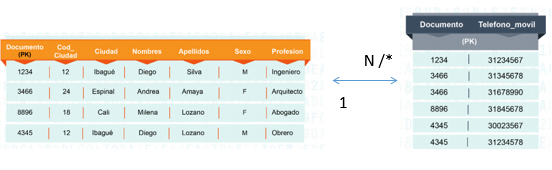 Documento (PK) Cod_Ciudad Ciudad Nombres Apellidos Sexo Profesion
1234 12 Ibagué Diego Silva M Ingeniero
3466 24 Espinal Andrea Amaya F Arquitecto
8896 18 Cali Milena Lozano F Abogado
4345 12 Ibagué Diego Lozano M Obrero
N /*
1
Documento Telefono_movil
(PK)
1234 31234567
3466 31345678
3466 31678990
8896 31845678
4345 30023567
4345 31234578